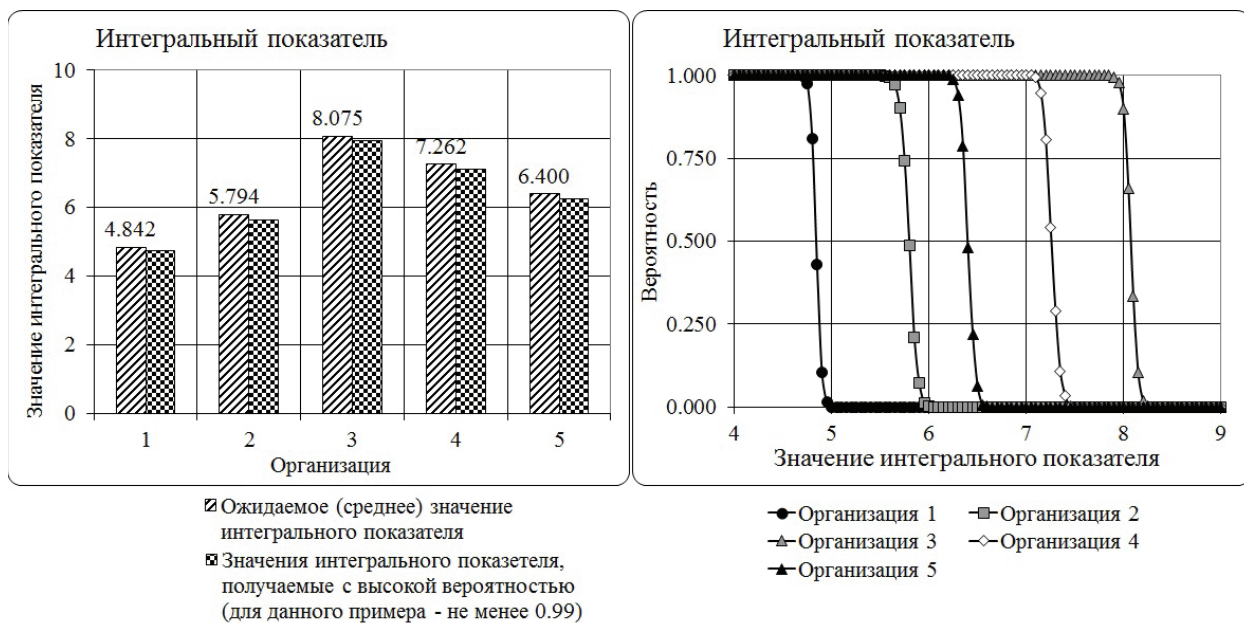 Интегральный показатель
Значение интегрального показателя
10
8
6
4
2
0
4.842
5.794
8.075
7.262
6.400
1
2
3
4
5
Организация
Ожидаемое (среднее) значение
интегрального показателя
Значения интегрального показетеля,
получаемые с высокой вероятностью
(для данного примера - не менее 0.99)
Интегральный показатель
Вероятность
1.000
0.750
0.500
0.250
0.000
4
5
6
7
8
9
Значение интегрального показателя
Организация 1
Организация 2
Организация 3
Организация 4
Организация 5